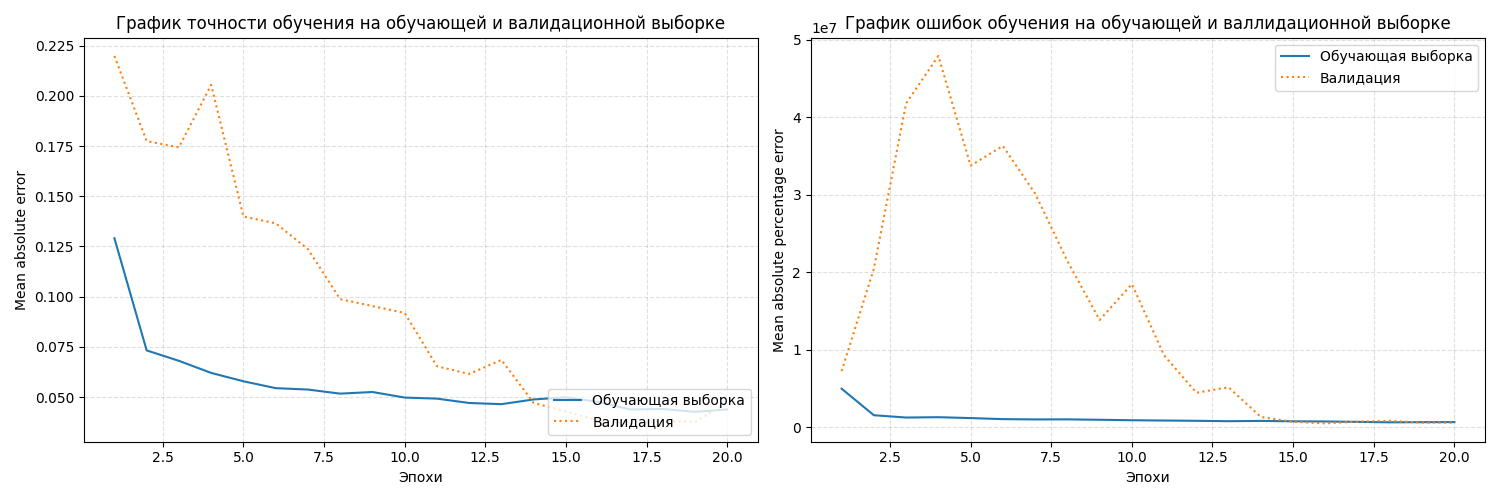 График точности обучения на обучающей и валидационной выборке
Mean absolute error
0.225
0.200
0.175
0.150
0.125
0.100
0.075
0.050
2.5 5.0 7.5 10.0 12.5 15.0 17.5 20.0
Эпохи
Обучающая выборка
Валидация
График ошибок обучения на обучающей и валлидационной выборке
1e7
Mean absolute percentage error
5
4
3
2
1
0
2.5 5.0 7.5 10.0 12.5 15.0 17.5 20.0
Эпохи
Обучающая выборка
Валидация